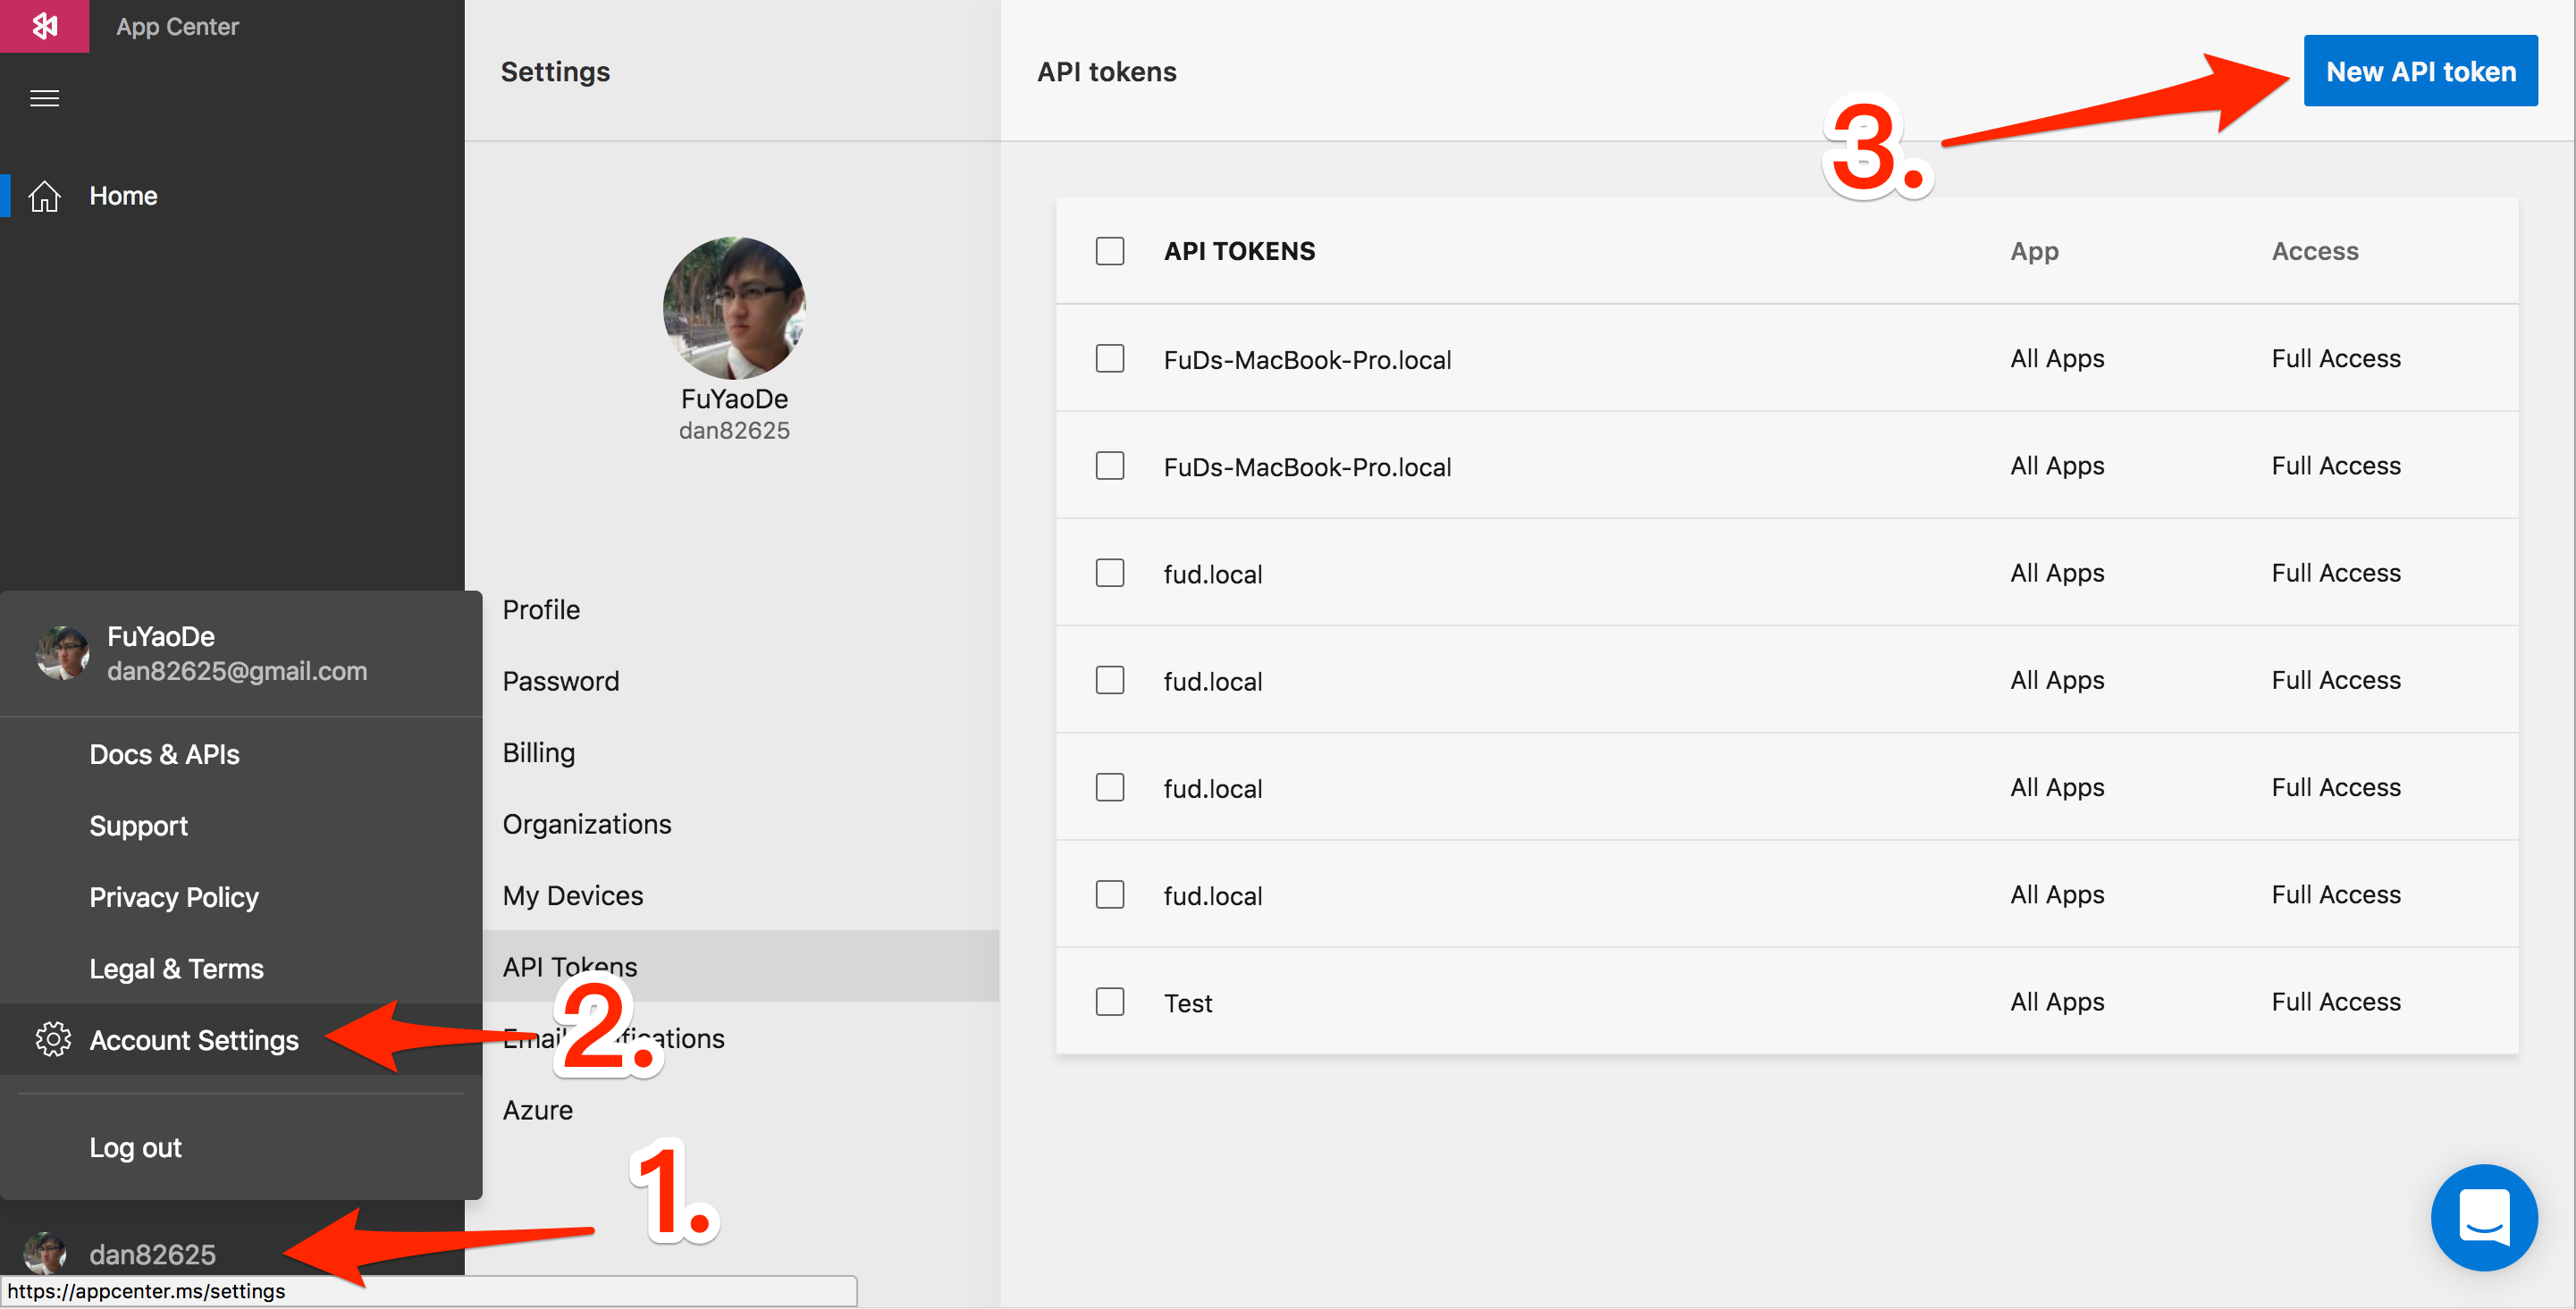 App Center
Home
FuYaoDe
dan82625@gmail.com
Docs & APIs
Support
Privacy Policy
Legal & Terms
Account Settings
Log out
dan82625
https://appcenter.ms/settings
Settings
FuYaoDe
dan82625
Profile
Password
Billing
Organizations
My Devices
API Tokens
Email
Azure
1.
2.
3.
API tokens
New API token
API TOKENS App Access
FuDs-MacBook-Pro.local All Apps Full Access
FuDs-MacBook-Pro.local All Apps Full Access
fud.local All Apps Full Access
fud.local All Apps Full Access
fud.local All Apps Full Access
fud.local All Apps Full Access
Test All Apps Full Access